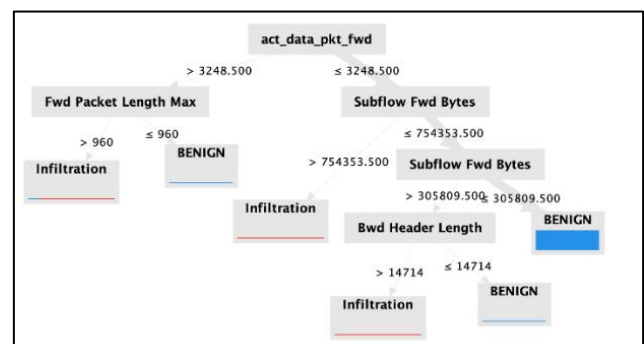 act_data_pkt_fwd
> 3248.500 ≤ 3248.500
Fwd Packet Length Max Subflow Fwd Bytes
> 960 ≤ 960 ≤ 754353.500
Infiltration BENIGN > 754353.500 Subflow Fwd Bytes
> 305809.500 ≤ 305809.500
Infiltration Bwd Header Length BENIGN
> 14714 ≤ 14714
Infiltration BENIGN